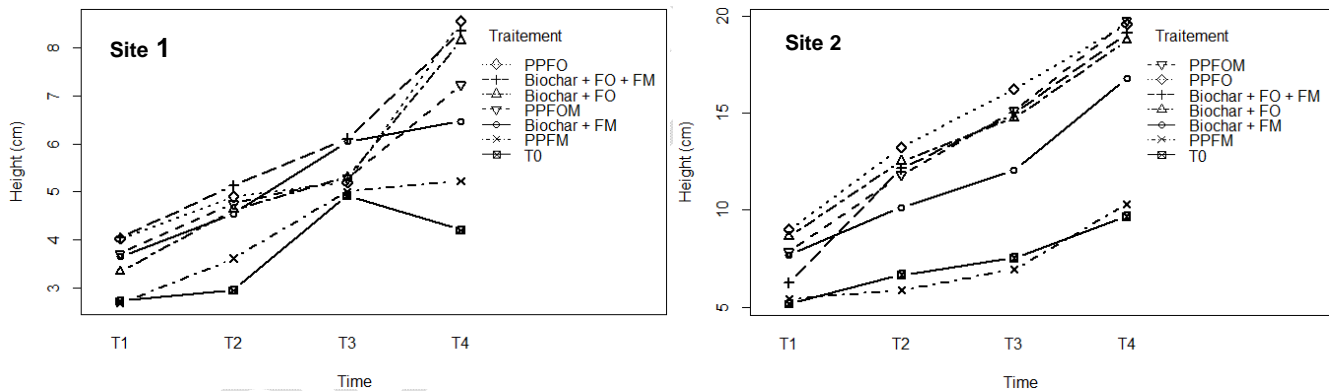 Site 1
Traitement
PPFO
Biochar + FO + FM
Biochar + FO
PPFOM
Biochar + FM
PPFM
T0
Height (cm)
8
7
6
5
4
3
T1 T2 T3 T4
Time
Site 2
Traitement
PPFOM
PPFO
Biochar + FO + FM
Biochar + FO
Biochar + FM
PPFM
T0
Height (cm)
20
15
10
5
T1 T2 T3 T4
Time